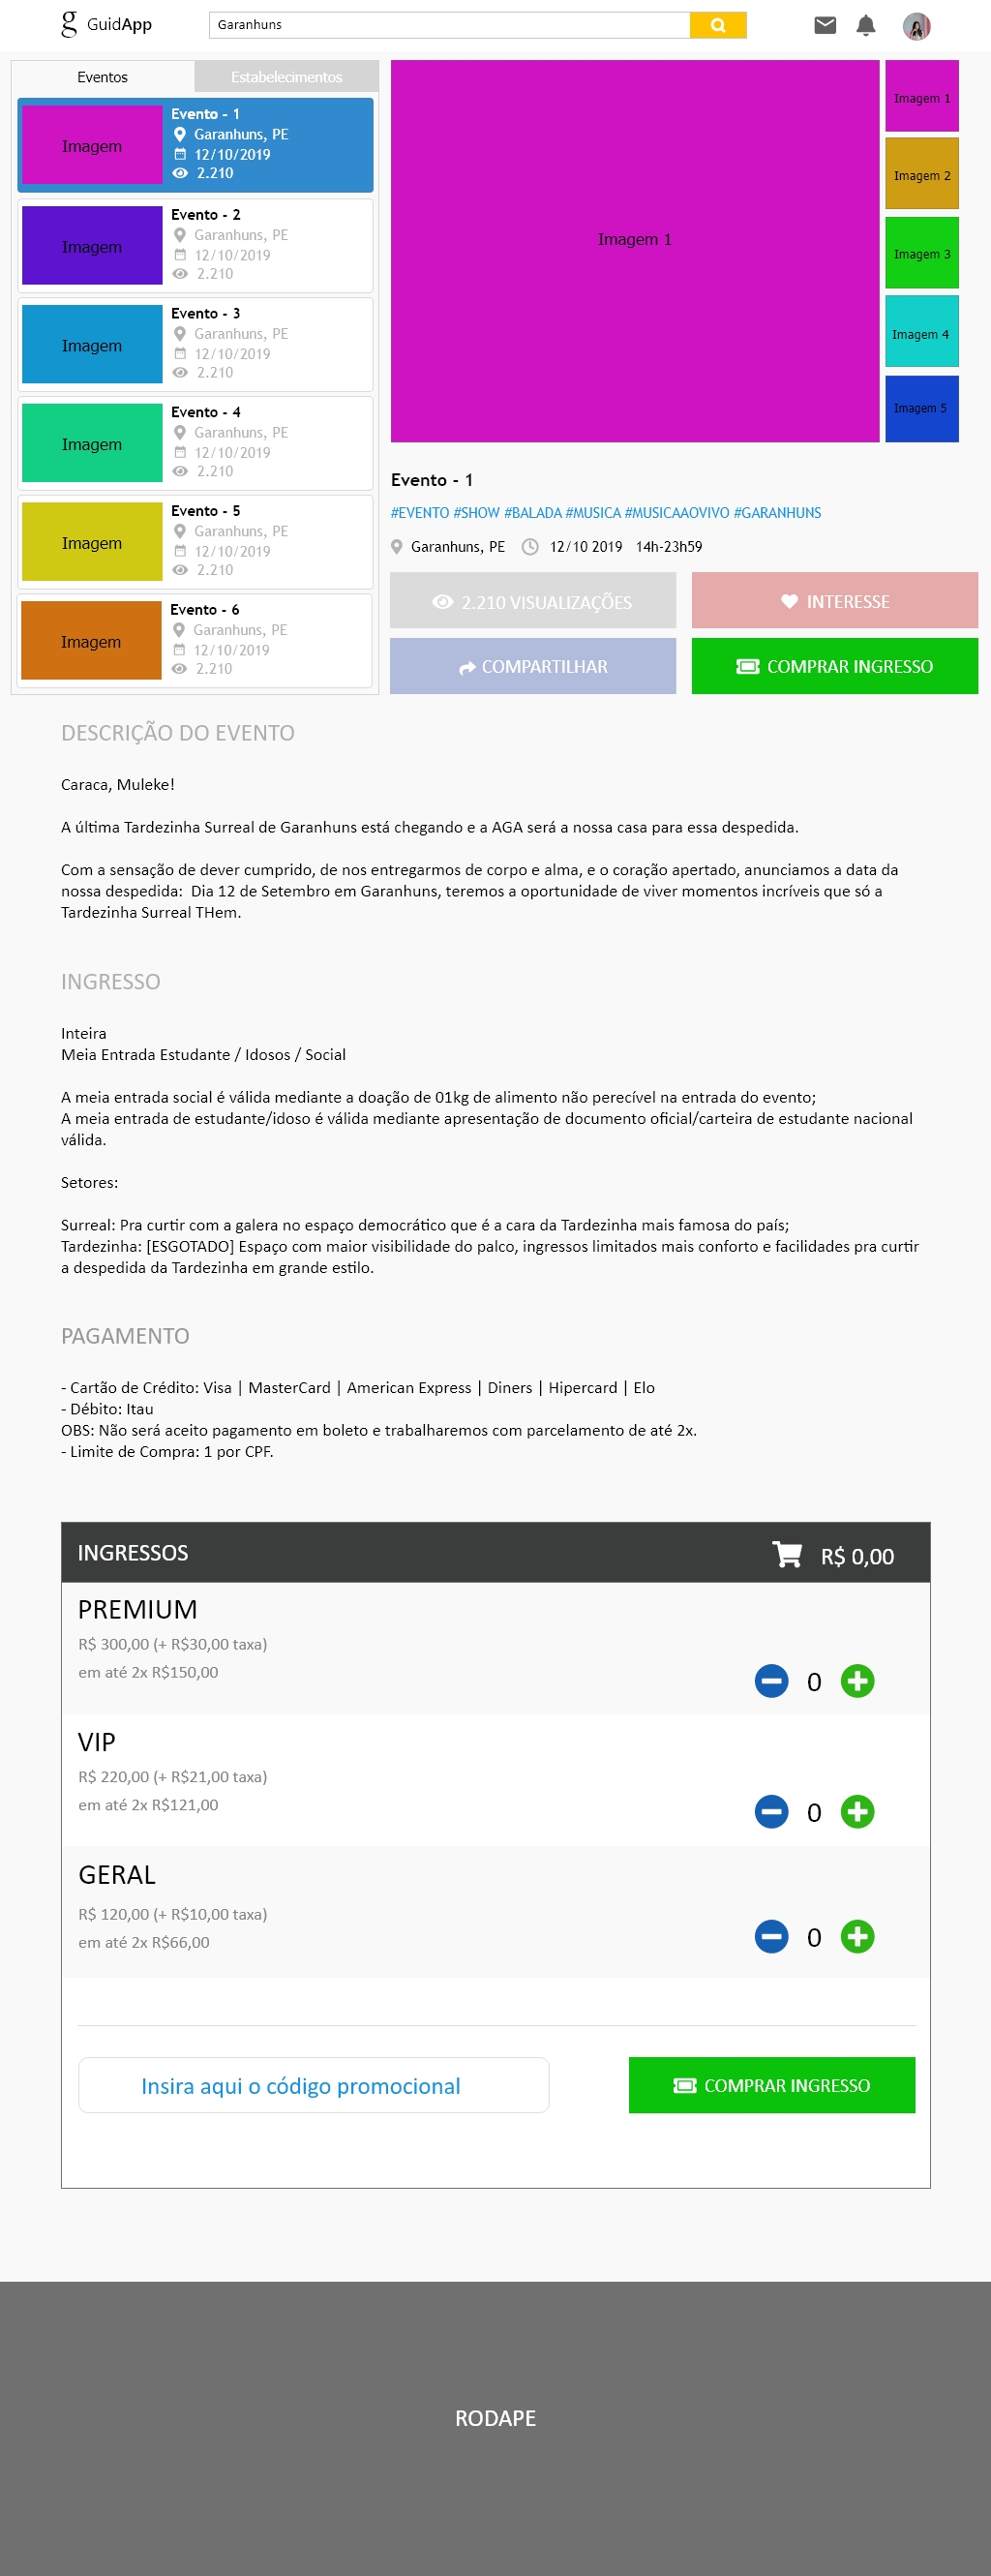 g GuidApp
Garanhuns
Eventos
Estabelecimentos
Imagem
Evento - 1
Garanhuns, PE
12/10/2019
2.210
Imagem
Evento - 2
Garanhuns, PE
12/10/2019
2.210
Imagem
Evento - 3
Garanhuns, PE
12/10/2019
2.210
Imagem
Evento - 4
Garanhuns, PE
12/10/2019
2.210
Imagem
Evento - 5
Garanhuns, PE
12/10/2019
2.210
Imagem
Evento - 6
Garanhuns, PE
12/10/2019
2.210
Imagem 1
Imagem 1
Imagem 2
Imagem 3
Imagem 4
Imagem 5
Evento - 1
#EVENTO #SHOW #BALADA #MUSICA #MUSICAAOVIVO #GARANHUNS
Garanhuns, PE 12/10 2019 14h-23h59
2.210 VISUALIZAÇÕES
INTERESSE
COMPARTILHAR
COMPRAR INGRESSO
DESCRIÇÃO DO EVENTO
Caraca, Muleke!
A última Tardezinha Surreal de Garanhuns está chegando e a AGA será a nossa casa para essa despedida.
Com a sensação de dever cumprido, de nos entregarmos de corpo e alma, e o coração apertado, anunciamos a data da
nossa despedida: Dia 12 de Setembro em Garanhuns, teremos a oportunidade de viver momentos incríveis que só a
Tardezinha Surreal THem.
INGRESSO
Inteira
Meia Entrada Estudante / Idosos / Social
A meia entrada social é válida mediante a doação de 01kg de alimento não perecível na entrada do evento;
A meia entrada de estudante/idoso é válida mediante apresentação de documento oficial/carteira de estudante nacional
válida.
Setores:
Surreal: Pra curtir com a galera no espaço democrático que é a cara da Tardezinha mais famosa do país;
Tardezinha: [ESGOTADO] Espaço com maior visibilidade do palco, ingressos limitados mais conforto e facilidades pra curtir
a despedida da Tardezinha em grande estilo.
PAGAMENTO
- Cartão de Crédito: Visa | MasterCard | American Express | Diners | Hipercard | Elo
- Débito: Itau
OBS: Não será aceito pagamento em boleto e trabalharemos com parcelamento de até 2x.
- Limite de Compra: 1 por CPF.
INGRESSOS
R$ 0,00
PREMIUM
R$ 300,00 (+ R$30,00 taxa)
em até 2x R$150,00
0
VIP
R$ 220,00 (+ R$21,00 taxa)
em até 2x R$121,00
0
GERAL
R$ 120,00 (+ R$10,00 taxa)
em até 2x R$66,00
0
Insira aqui o código promocional
COMPRAR INGRESSO
RODAPE